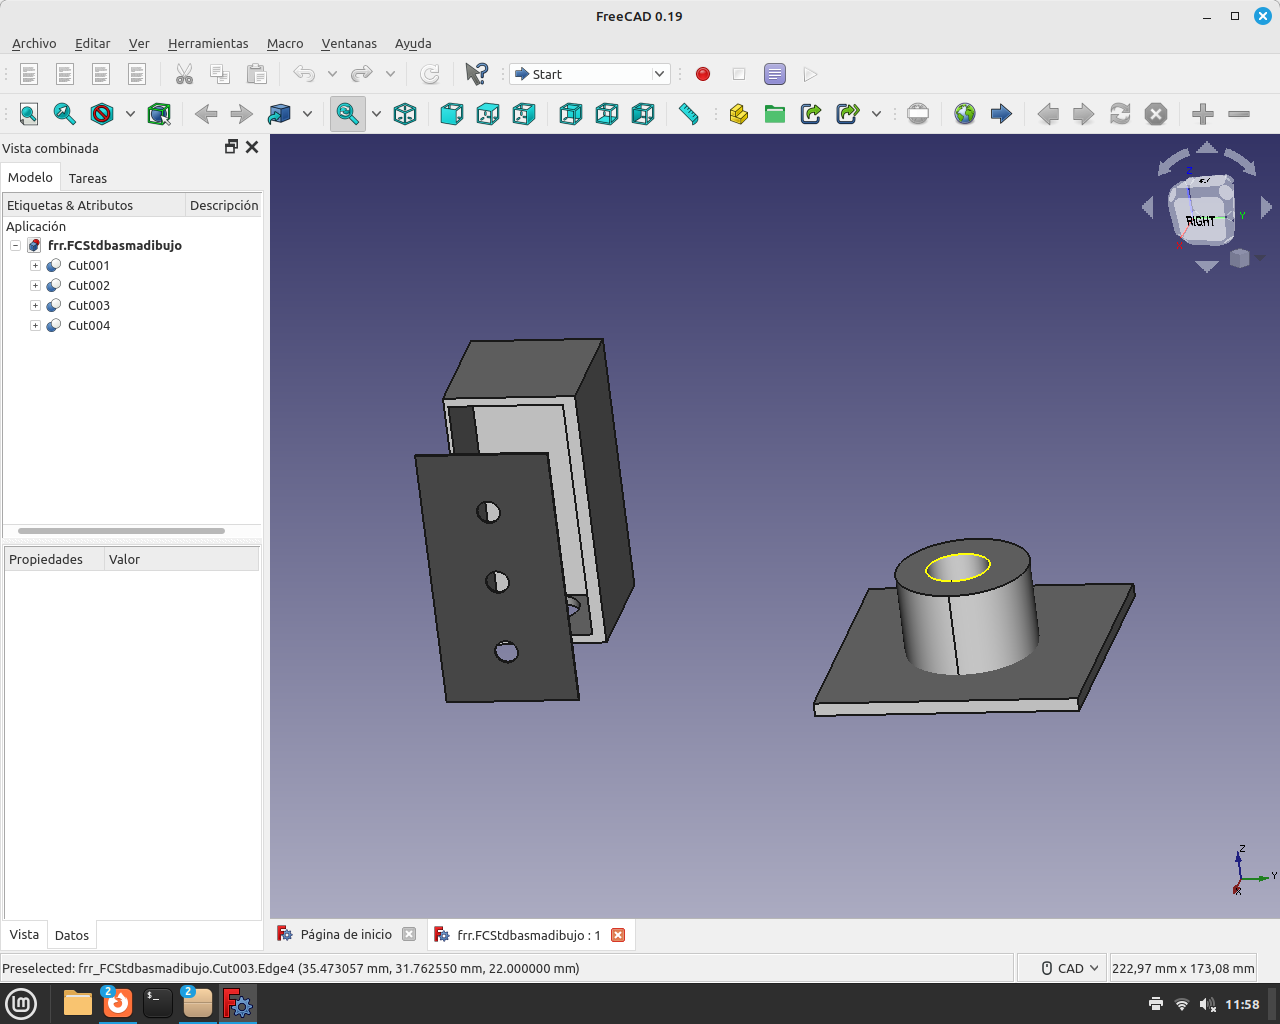 FreeCAD 0.19
Archivo Editar Ver Herramientas Macro Ventanas Ayuda
Start
Vista combinada
Modelo Tareas
Etiquetas & Atributos Descripción
Aplicación
frr.FCStdbasmadibujo
Cut001
Cut002
Cut003
Cut004
Propiedades Valor
Z
RIGHT
Y
Z
Y
X
Vista Datos
Página de inicio
frr.FCStdbasmadibujo : 1
Preselected: frr_FCStdbasmadibujo.Cut003.Edge4 (35.473057 mm, 31.762550 mm, 22.000000 mm)
CAD
222,97 mm x 173,08 mm
2
$_
2
11:58